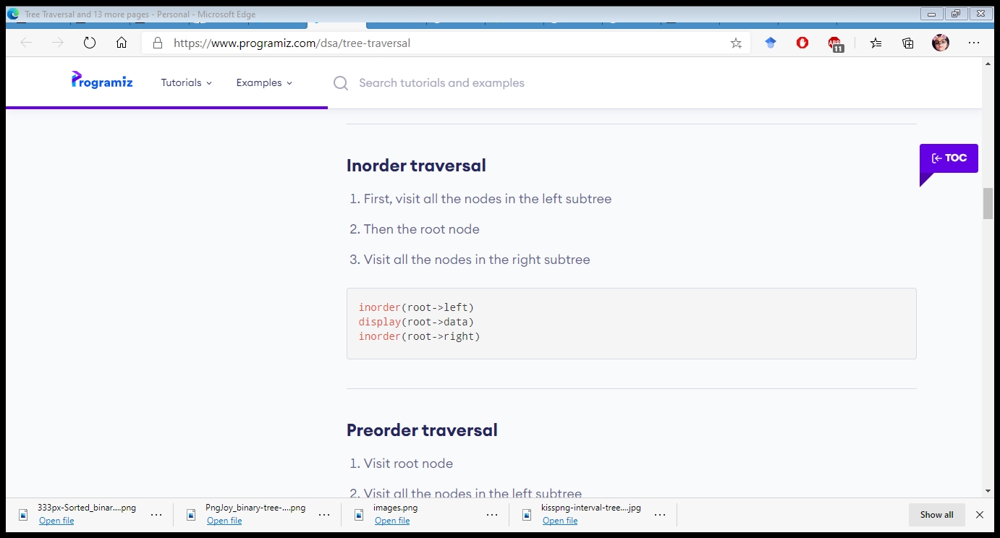 Tree Traversal and 13 more pages - Personal - Microsoft Edge
https://www.programiz.com/dsa/tree-traversal
ABP
11
Programiz
Tutorials
Examples
Search tutorials and examples
TOC
Inorder traversal
1. First, visit all the nodes in the left subtree
2. Then the root node
3. Visit all the nodes in the right subtree
inorder(root->left)
display(root->data)
inorder(root->right)
Preorder traversal
1. Visit root node
2. Visit all the nodes in the left subtree
333px-Sorted_binar....png
Open file
PngJoy_binary-tree-....png
Open file
images.png
Open file
kisspng-interval-tree....jpg
Open file
Show all